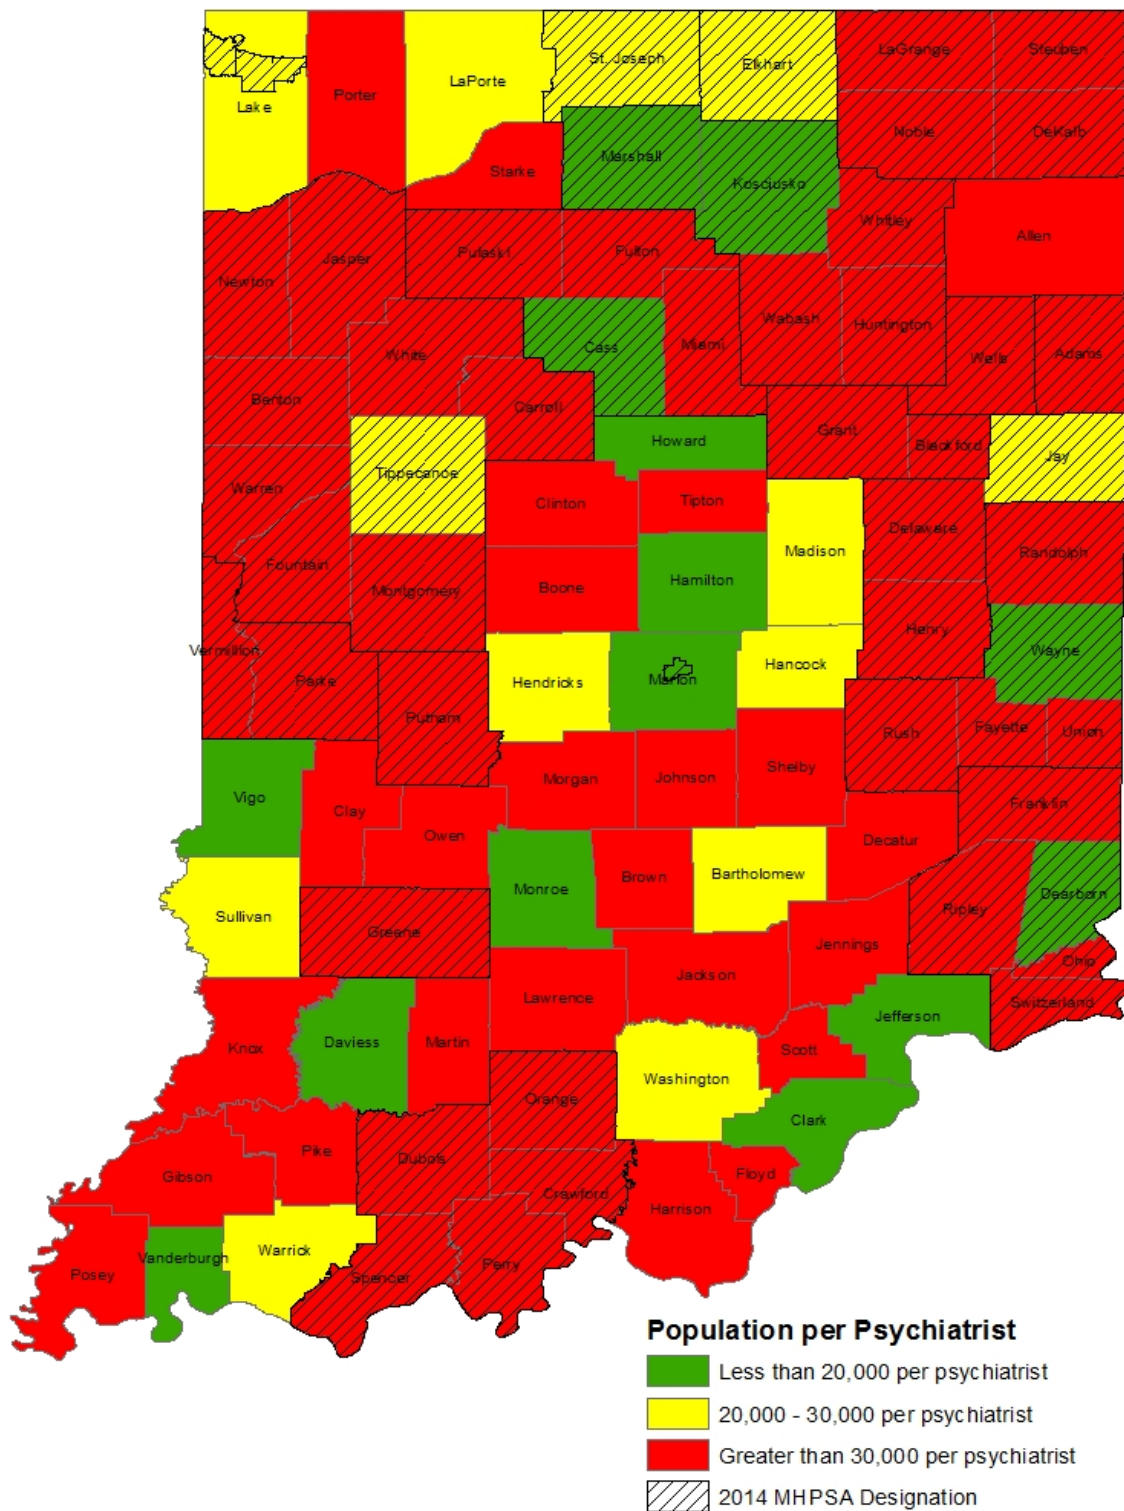 LaGrange
Steuben
St. Joseph
Elkhart
LaPorte
Porter
Lake
Noble
DeKalb
Marshall
Starke
Kosciusko
Whitley
Allen
Pulaski
Fulton
Jasper
Newton
Wabash
Huntington
Cass
Miami
White
Wells
Adams
Benton
Carroll
Grant
Howard
Blackford
Jay
Tippecanoe
Warren
Clinton
Tipton
Delaware
Madison
Randolph
Fountain
Hamilton
Boone
Montgomery
Henry
Vermillion
Wayne
Hancock
Parke
Hendricks
Marion
Putnam
Rush
Fayette
Union
Shelby
Morgan
Johnson
Vigo
Franklin
Clay
Owen
Decatur
Brown
Bartholomew
Monroe
Dearborn
Ripley
Sullivan
Greene
Jennings
Ohio
Jackson
Lawrence
Switzerland
Jefferson
Knox
Daviess
Martin
Scott
Washington
Orange
Clark
Pike
Dubois
Gibson
Floyd
Crawford
Harrison
Warrick
Vanderburgh
Perry
Posey
Spencer
Population per Psychiatrist
Less than 20,000 per psychiatrist
20,000 - 30,000 per psychiatrist
Greater than 30,000 per psychiatrist
2014 MHPSA Designation